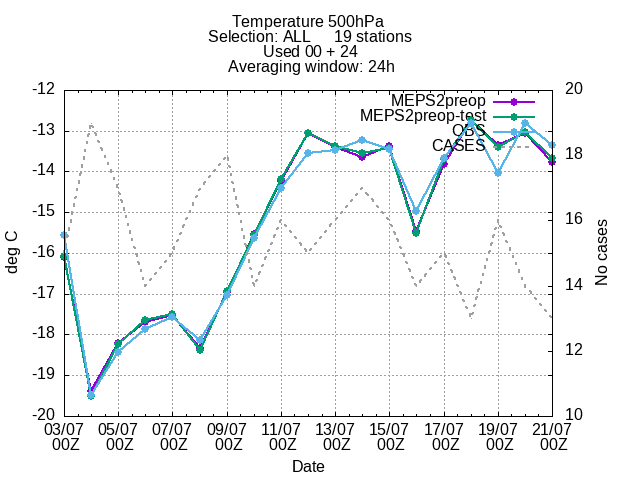 Temperature 500hPa
Selection: ALL 19 stations
Used 00 + 24
Averaging window: 24h
MEPS2preop
MEPS2preop-test
OBS
CASES
-12
-13
-14
-15
-16
-17
-18
-19
-20
20
18
16
14
12
10
deg C
No cases
03/07 05/07 07/07 09/07 11/07 13/07 15/07 17/07 19/07 21/07
00Z 00Z 00Z 00Z 00Z 00Z 00Z 00Z 00Z 00Z
Date